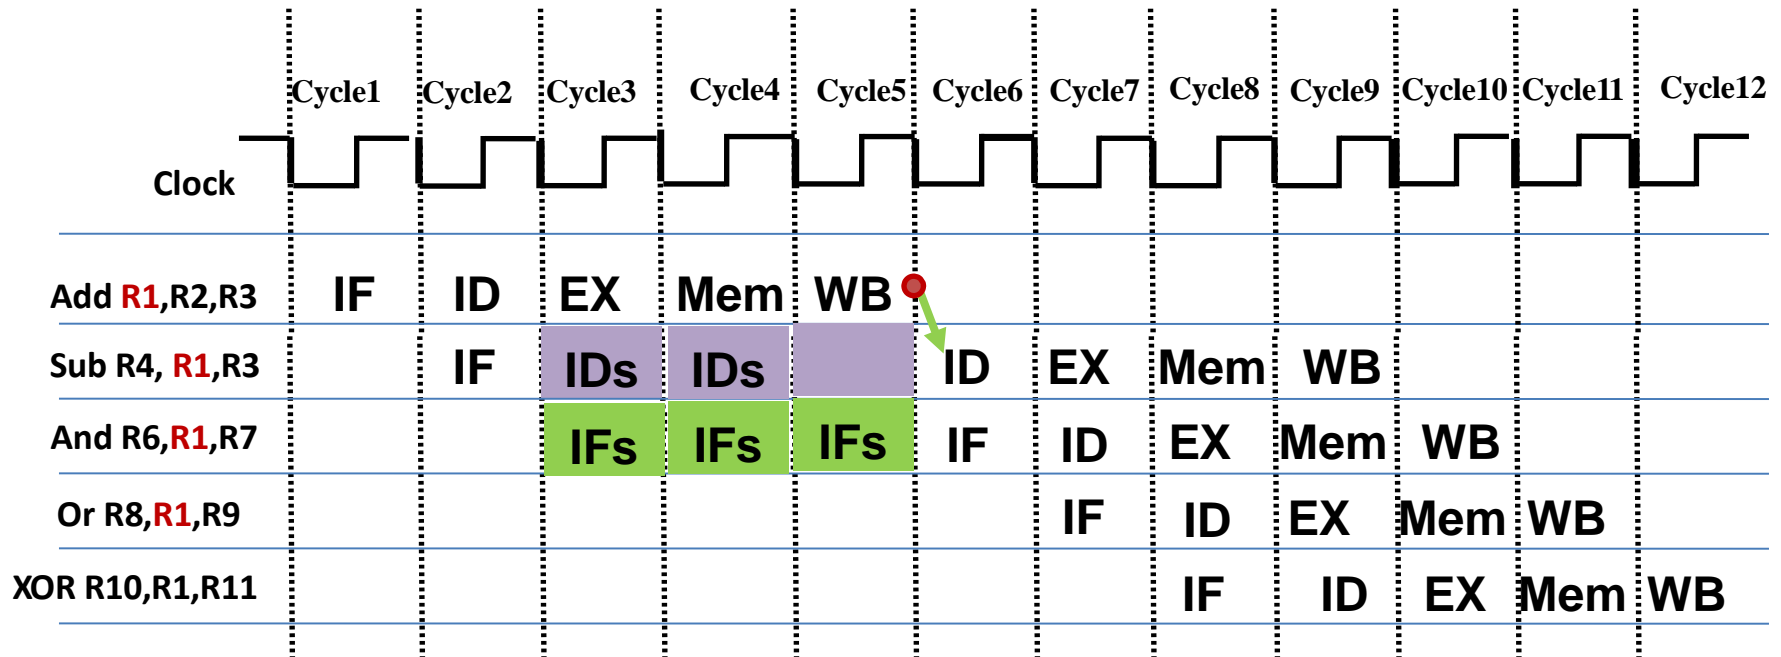 Cycle1 Cycle2 Cycle3 Cycle4 Cycle5 Cycle6 Cycle7 Cycle8 Cycle9 Cycle10 Cycle11 Cycle12
Clock
Add R1,R2,R3 IF ID EX Mem WB
Sub R4, R1,R3 IF IDs IDs ID EX Mem WB
And R6,R1,R7 IFs IFs IFs IF ID EX Mem WB
Or R8,R1,R9 IF ID EX Mem WB
XOR R10,R1,R11 IF ID EX Mem WB